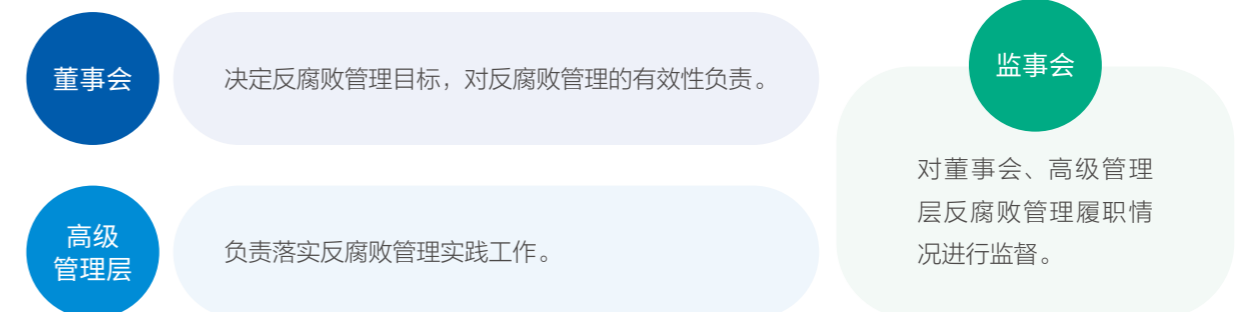 董事会
决定反腐败管理目标，对反腐败管理的有效性负责。
高级
管理层
负责落实反腐败管理实践工作。
监事会
对董事会、高级管理
层反腐败管理履职情
况进行监督。